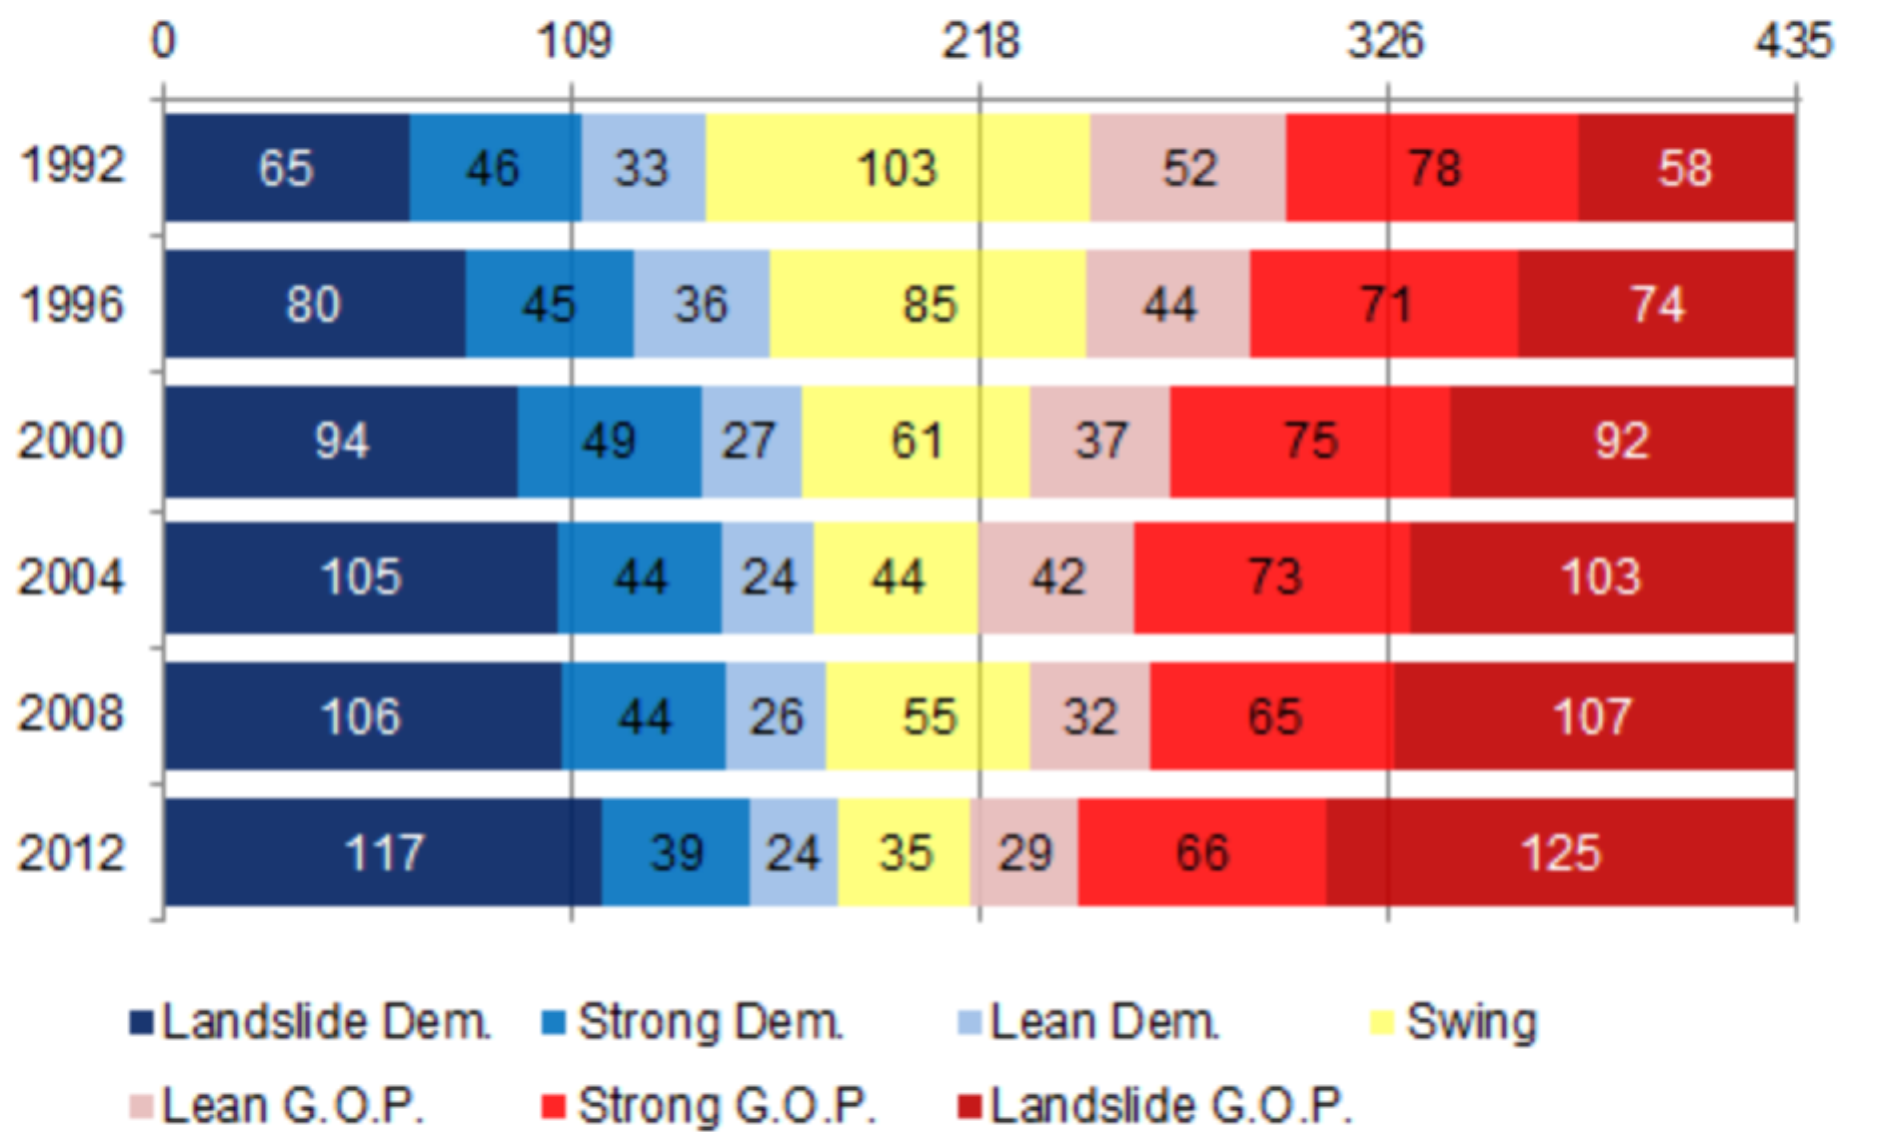 0 109 218 326 435
1992 65 46 33 103 52 78 58
1996 80 45 36 85 44 71 74
2000 94 49 27 61 37 75 92
2004 105 44 24 44 42 73 103
2008 106 44 26 55 32 65 107
2012 117 39 24 35 29 66 125
Landslide Dem. Strong Dem. Lean Dem. Swing
Lean G.O.P. Strong G.O.P. Landslide G.O.P.